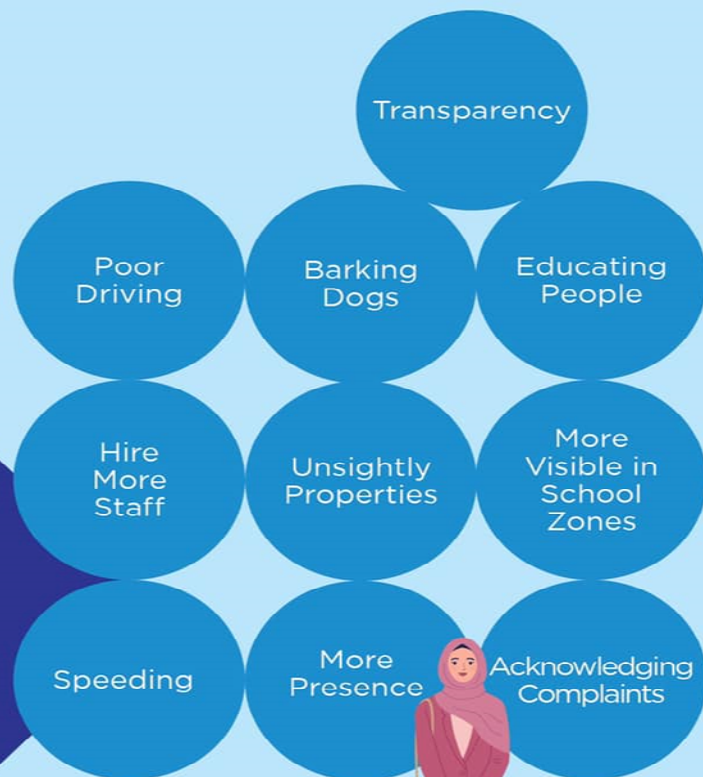 Transparency
Poor
Driving
Barking
Dogs
Educating
People
Hire
More
Staff
Unsightly
Properties
More
Visible in
School
Zones
Speeding
More
Presence
Acknowledging
Complaints